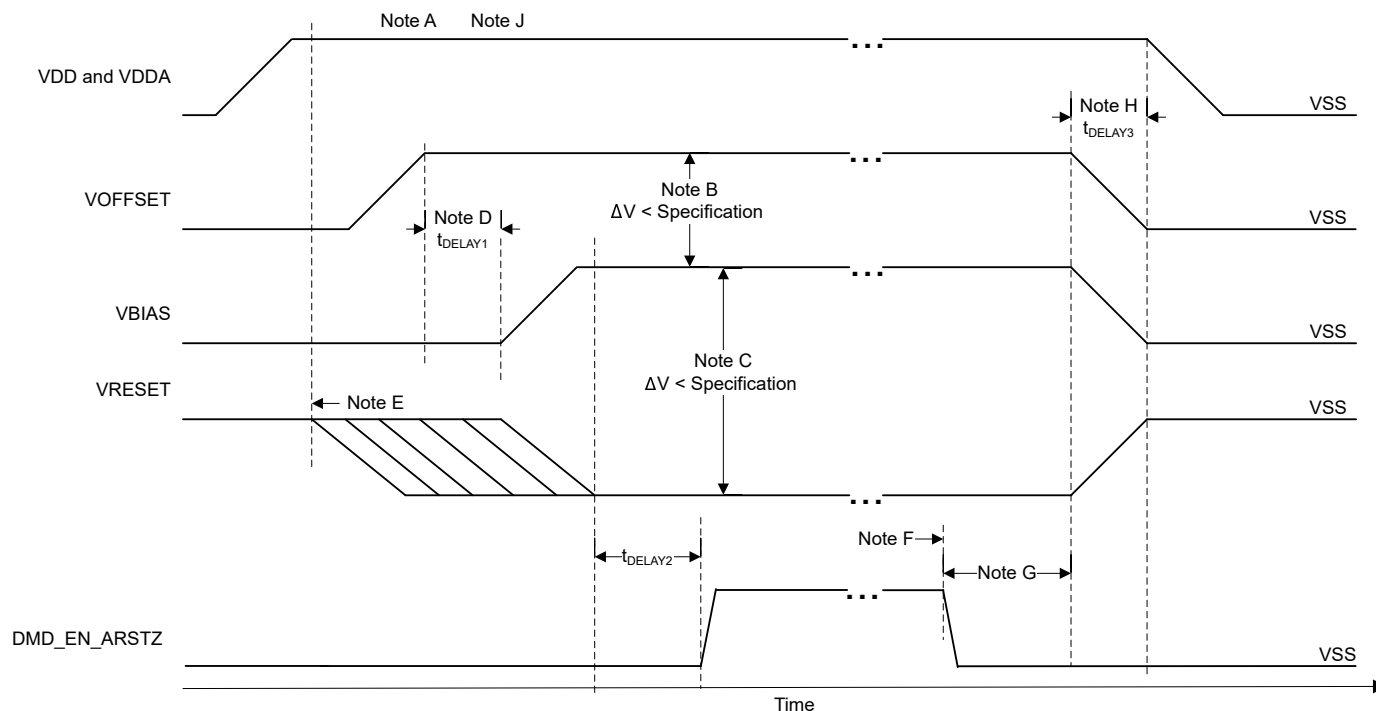 Note A Note J
VDD and VDDA
...
Note H
tDELAY3
VSS
VOFFSET
...
Note B
ΔV < Specification
Note D
tDELAY1
VSS
VBIAS
...
Note C
ΔV < Specification
VSS
VRESET
Note E
VSS
...
Note F
tDELAY2
Note G
...
DMD_EN_ARSTZ
VSS
Time